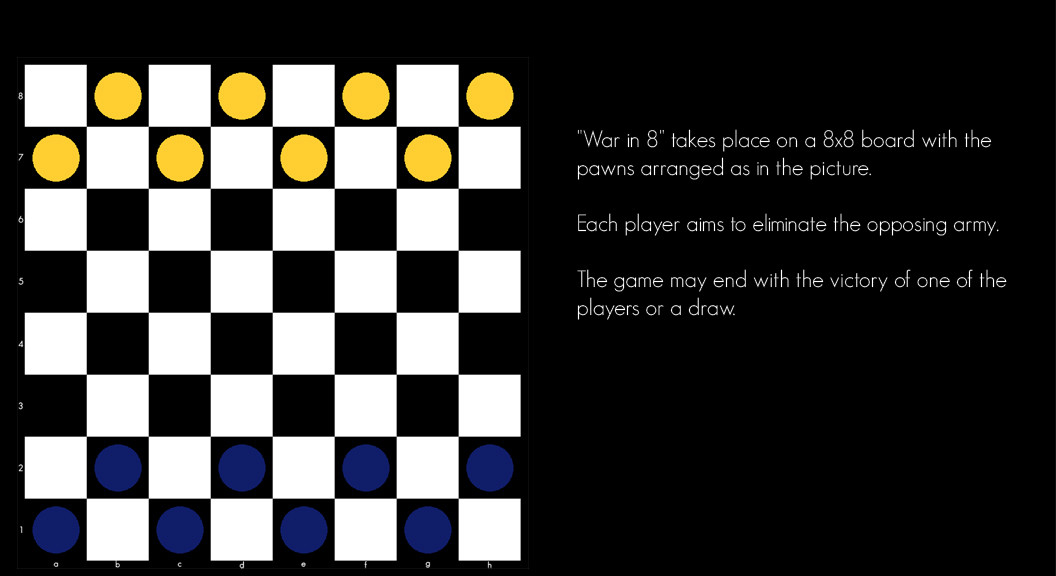 8
7
6
5
4
3
2
1
a b c d e f g h
"War in 8" takes place on a 8x8 board with the
pawns arranged as in the picture.
Each player aims to eliminate the opposing army.
The game may end with the victory of one of the
players or a draw.